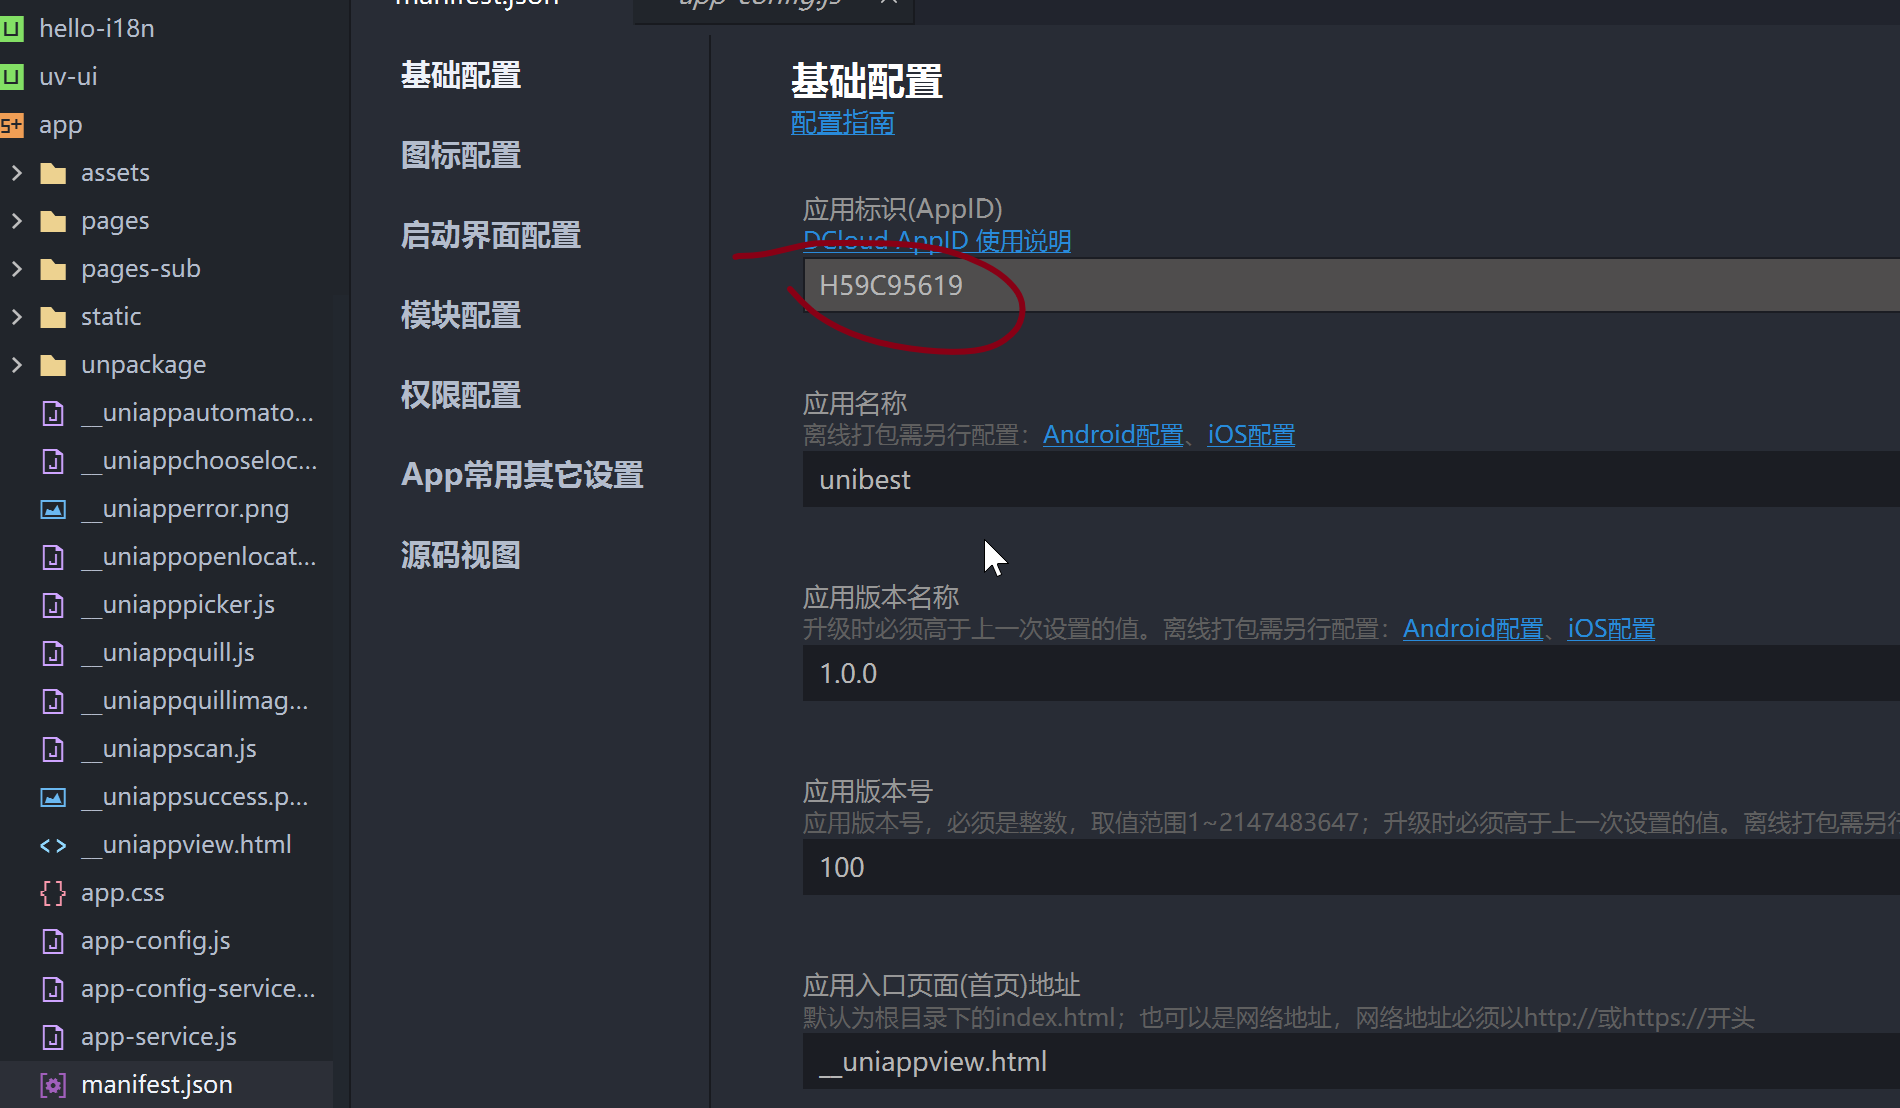 manifest.json
app-config.js
hello-i18n
uv-ui
app
assets
pages
pages-sub
static
unpackage
__uniappautomato...
__uniappchooseloc...
__uniapperror.png
__uniappopenlocat...
__uniapppicker.js
__uniappquill.js
__uniappquillimag...
__uniappscan.js
__uniappsuccess.p...
__uniappview.html
app.css
app-config.js
app-config-service...
app-service.js
manifest.json
基础配置
图标配置
启动界面配置
模块配置
权限配置
App常用其它设置
源码视图
基础配置
配置指南
应用标识(AppID)
DCloud AppID 使用说明
H59C95619
应用名称
离线打包需另行配置：Android配置、iOS配置
unibest
应用版本名称
升级时必须高于上一次设置的值。离线打包需另行配置：Android配置、iOS配置
1.0.0
应用版本号
应用版本号，必须是整数，取值范围1~2147483647；升级时必须高于上一次设置的值。离线打包需另行
100
应用入口页面(首页)地址
默认为根目录下的index.html；也可以是网络地址，网络地址必须以http://或https://开头
__uniappview.html